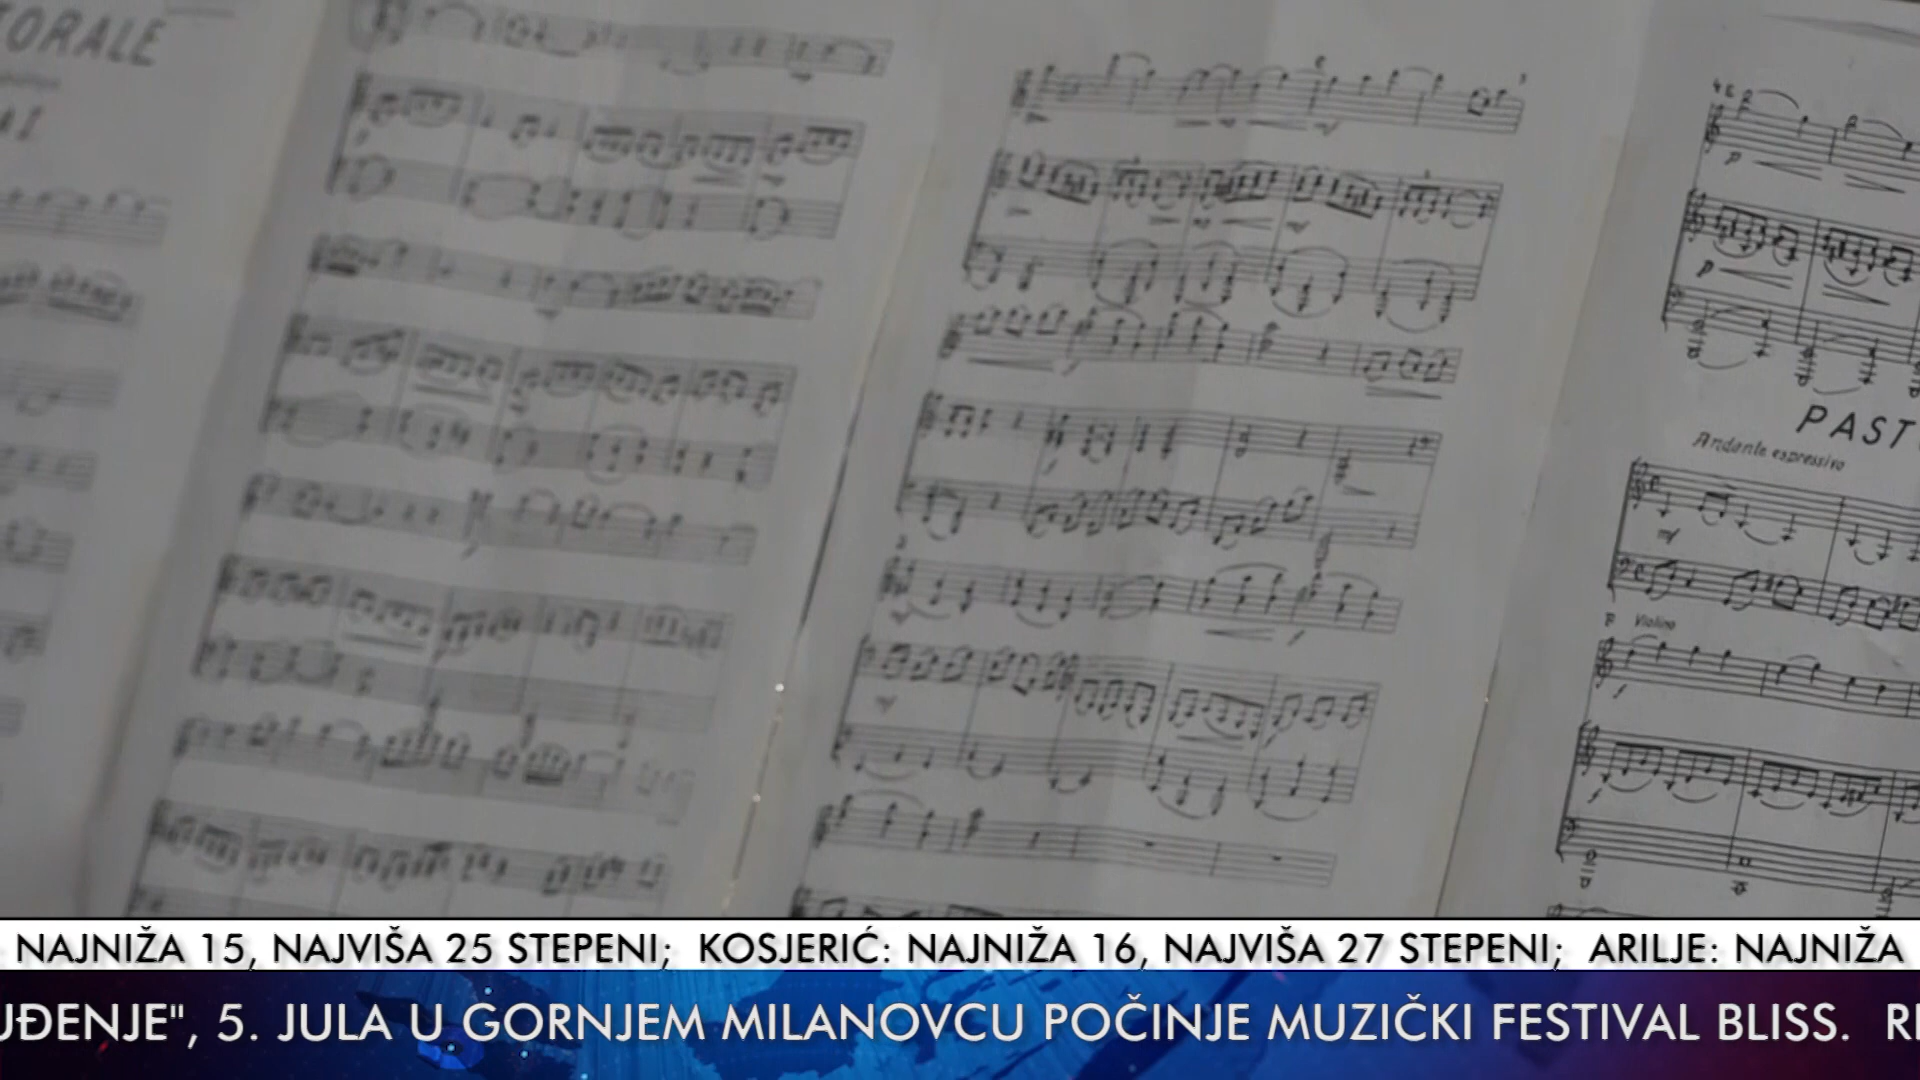 ORALE
PAST
Andante espressivo
Violino
NAJNIŽA 15, NAJVIŠA 25 STEPENI; KOSJERIĆ: NAJNIŽA 16, NAJVIŠA 27 STEPENI; ARILJE: NAJNIŽA
UĐENJE", 5. JULA U GORNJEM MILANOVCU POČINJE MUZIČKI FESTIVAL BLISS.